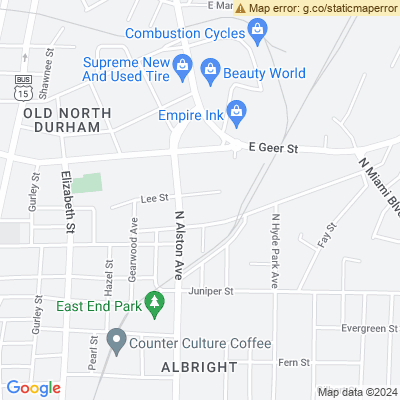 E Mar
Map error: g.co/staticmaperror
Combustion Cycles
Shawnee St
BUS
15
Supreme New
And Used Tire
Beauty World
OLD NORTH
DURHAM
Empire Ink
E Geer St
N Miami Blv
Gurley St
Elizabeth St
Lee St
Gearwood Ave
N Alston Ave
N Hyde Park Ave
Fay St
Hazel St
Juniper St
East End Park
Gurley St
Pearl St
Evergreen St
Counter Culture Coffee
ALBRIGHT
Fern St
Google
Map data ©2024